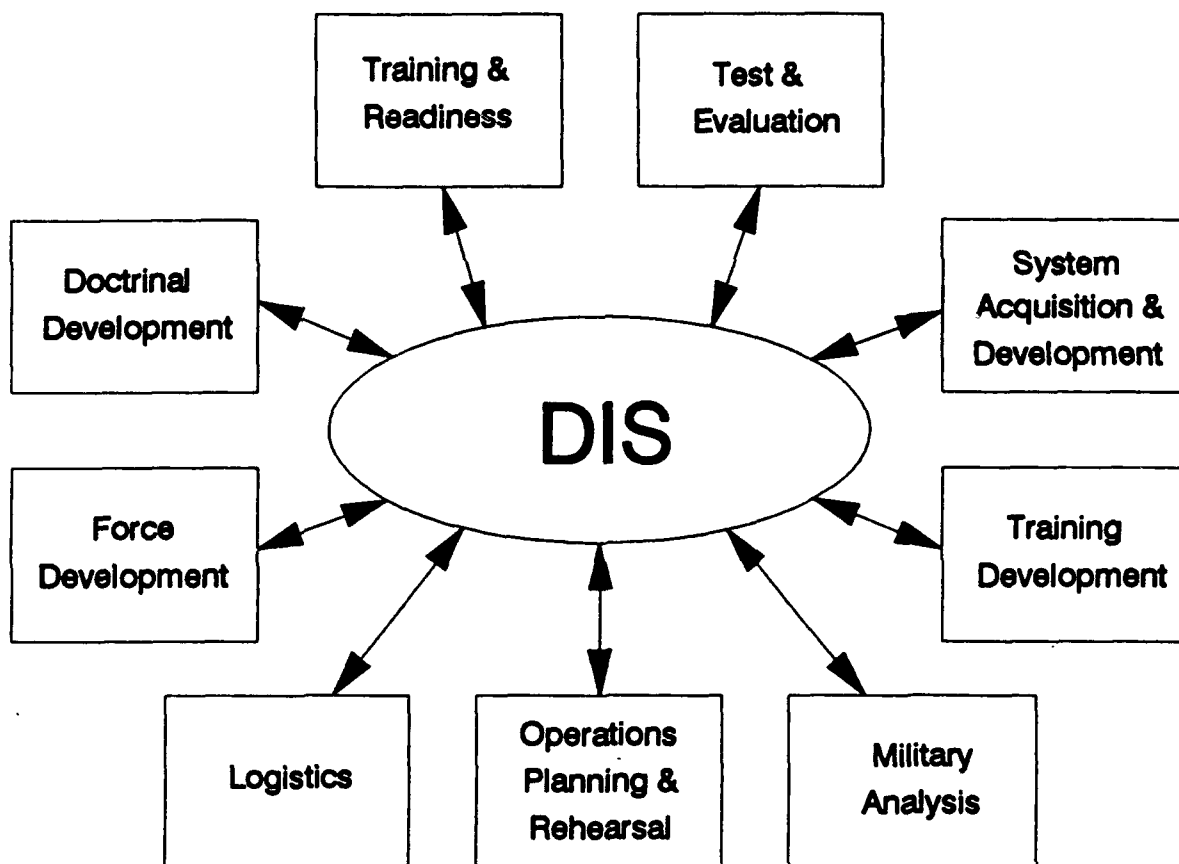 Training &
Readiness
Test &
Evaluation
Doctrinal
Development
System
Acquisition &
Development
DIS
Force
Development
Training
Development
Logistics
Operations
Planning &
Rehearsal
Military
Analysis